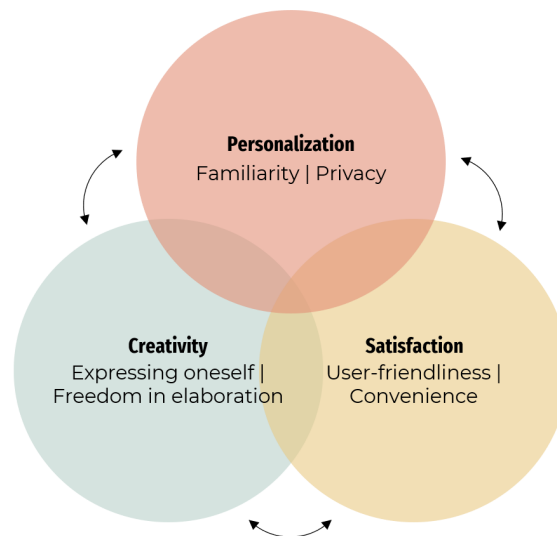 Personalization
Familiarity | Privacy
Creativity
Expressing oneself |
Freedom in elaboration
Satisfaction
User-friendliness |
Convenience